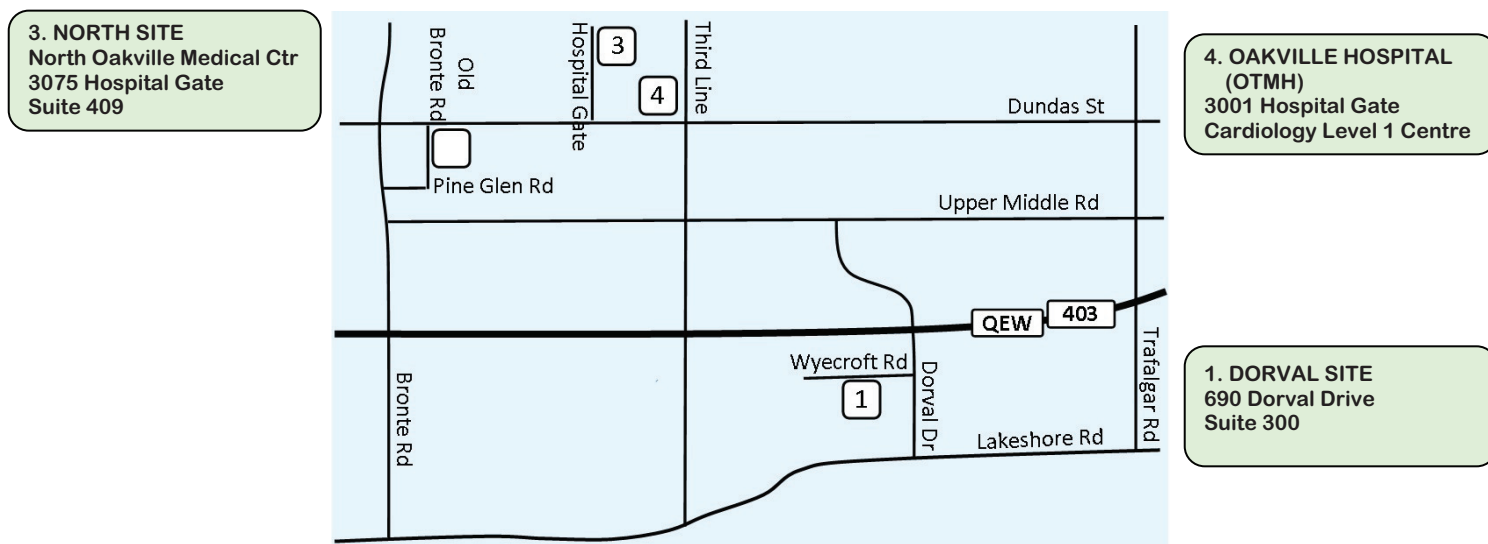 3. NORTH SITE
North Oakville Medical Ctr
3075 Hospital Gate
Suite 409
Old
Bronte Rd
Hospital Gate
3
Third Line
4
Dundas St
4. OAKVILLE HOSPITAL
(OTMH)
3001 Hospital Gate
Cardiology Level 1 Centre
Pine Glen Rd
Upper Middle Rd
QEW
403
Wyecroft Rd
1
Bronte Rd
Dorval Dr
Trafalgar Rd
Lakeshore Rd
1. DORVAL SITE
690 Dorval Drive
Suite 300